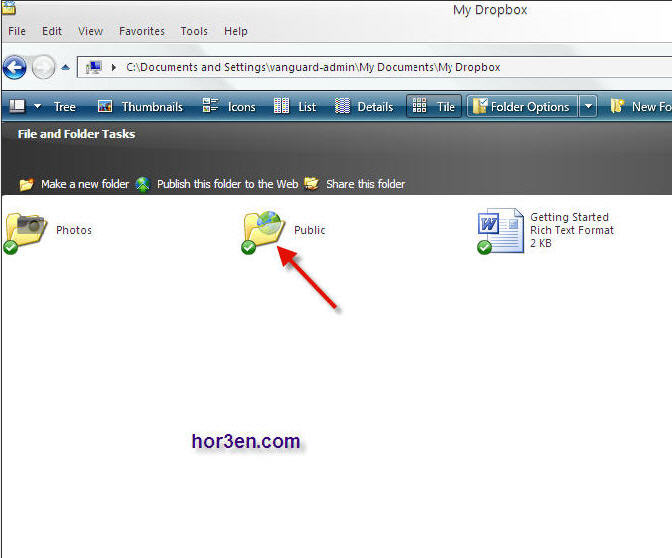 My Dropbox
File Edit View Favorites Tools Help
C:\Documents and Settings\vanguard-admin\My Documents\My Dropbox
Tree Thumbnails Icons List Details Tile Folder Options New Fo
File and Folder Tasks
Make a new folder Publish this folder to the Web Share this folder
Photos
Public
Getting Started
Rich Text Format
2 KB
hor3en.com